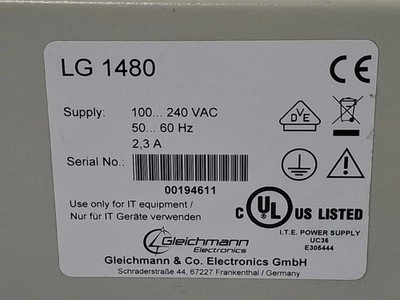 LG 1480
CE
Supply: 100... 240 VAC
50... 60 Hz
2,3 A
DVE
Serial No.:
00194611
Use only for IT equipment /
Nur für IT Geräte verwenden
C UL US LISTED
I.T.E. POWER SUPPLY
UC36
E305444
Gleichmann
Electronics
Gleichmann & Co. Electronics GmbH
Schraderstraße 44, 67227 Frankenthal / Germany